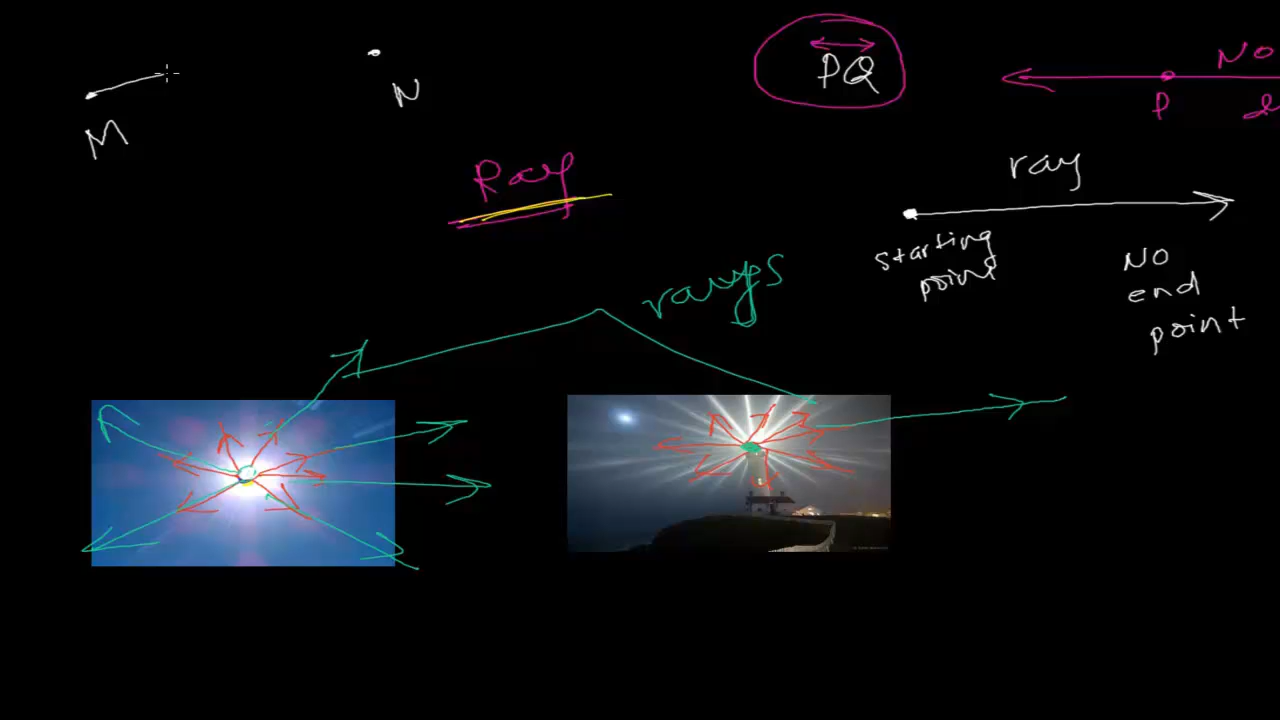 M
N
PQ
NO
P
Ray
ray
starting
point
NO
end
point
rays